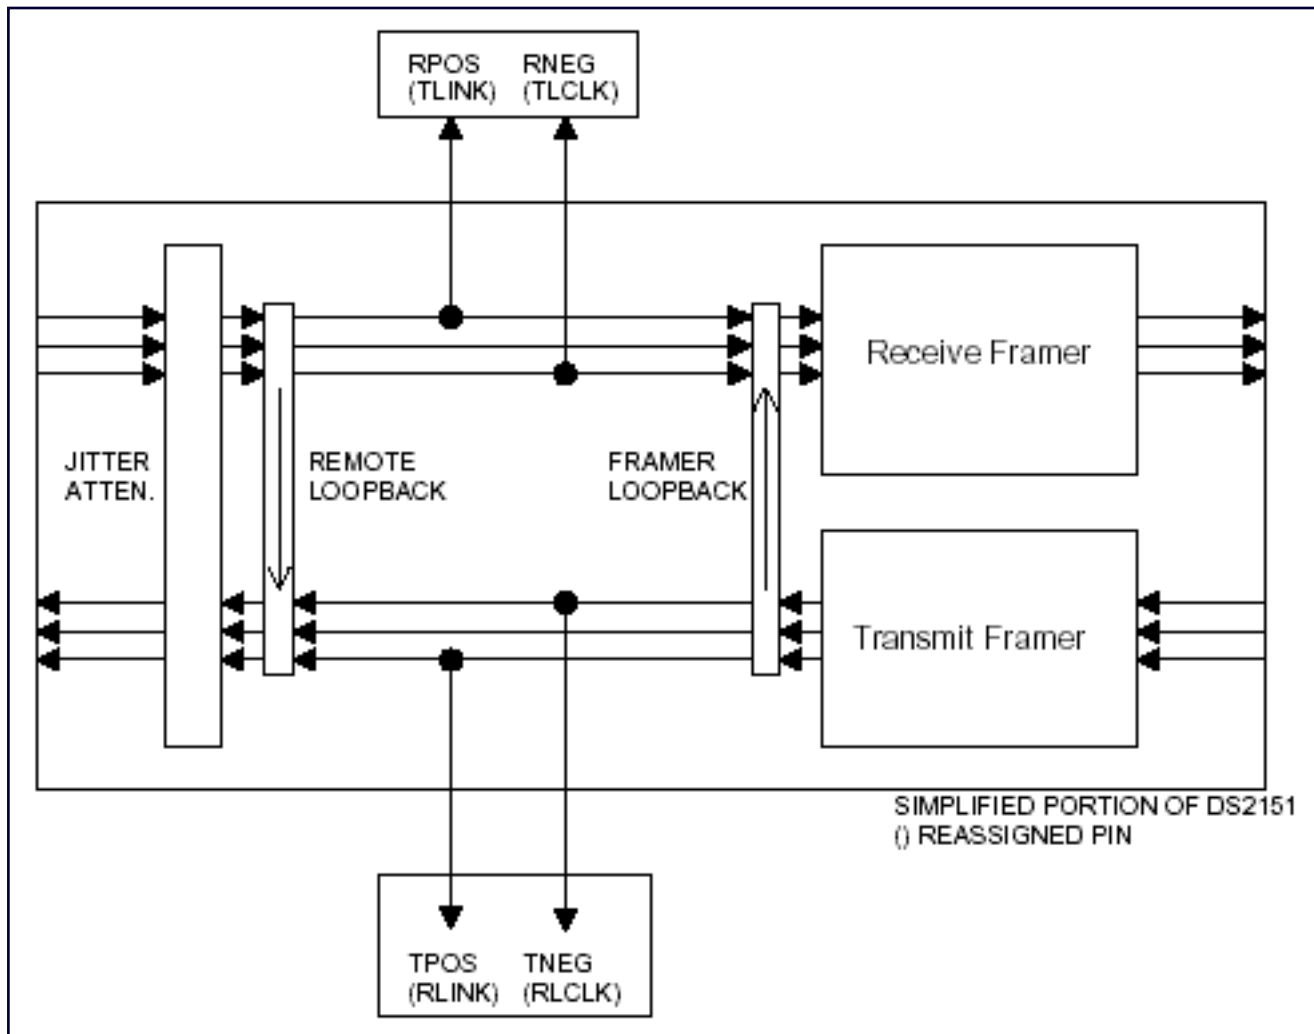 RPOS RNEG
(TLINK) (TLCLK)
Receive Framer
JITTER
ATTEN.
REMOTE
LOOPBACK
FRAMER
LOOPBACK
Transmit Framer
SIMPLIFIED PORTION OF DS2151
() REASSIGNED PIN
TPOS TNEG
(RLINK) (RLCLK)